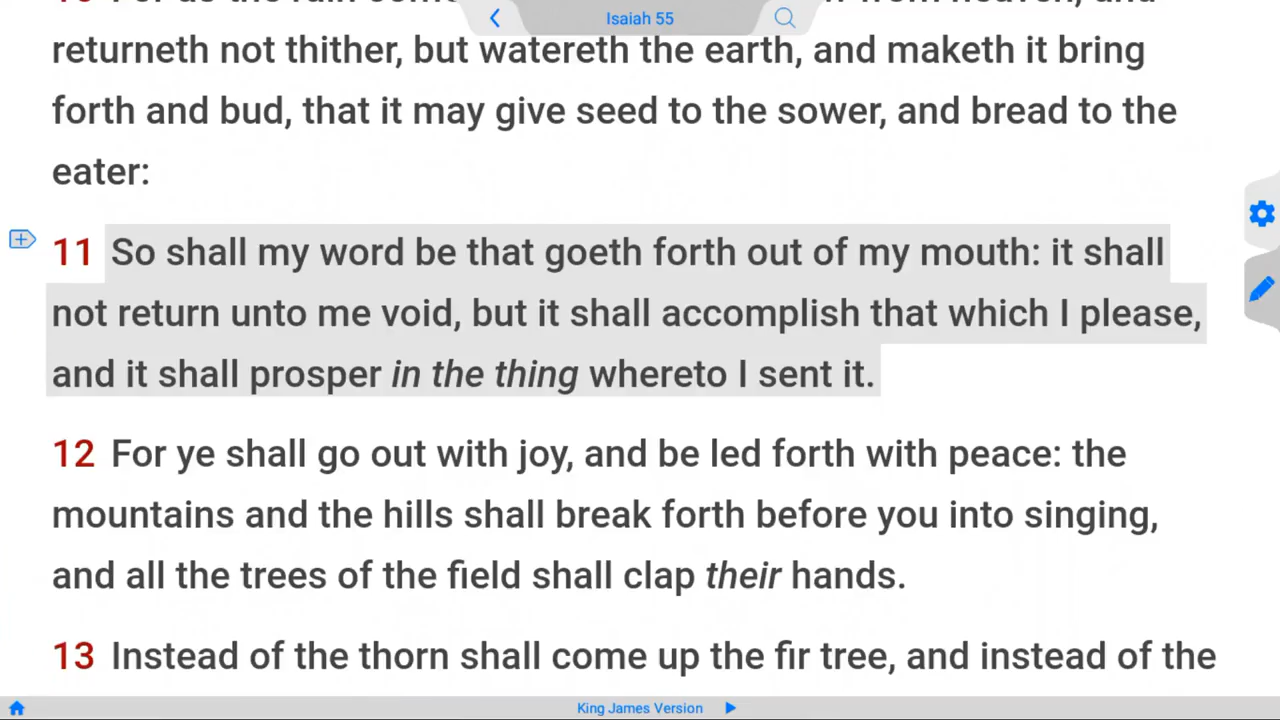 Isaiah 55
returneth not thither, but watereth the earth, and maketh it bring
forth and bud, that it may give seed to the sower, and bread to the
eater:
11 So shall my word be that goeth forth out of my mouth: it shall
not return unto me void, but it shall accomplish that which I please,
and it shall prosper in the thing whereto I sent it.
12 For ye shall go out with joy, and be led forth with peace: the
mountains and the hills shall break forth before you into singing,
and all the trees of the field shall clap their hands.
13 Instead of the thorn shall come up the fir tree, and instead of the
King James Version